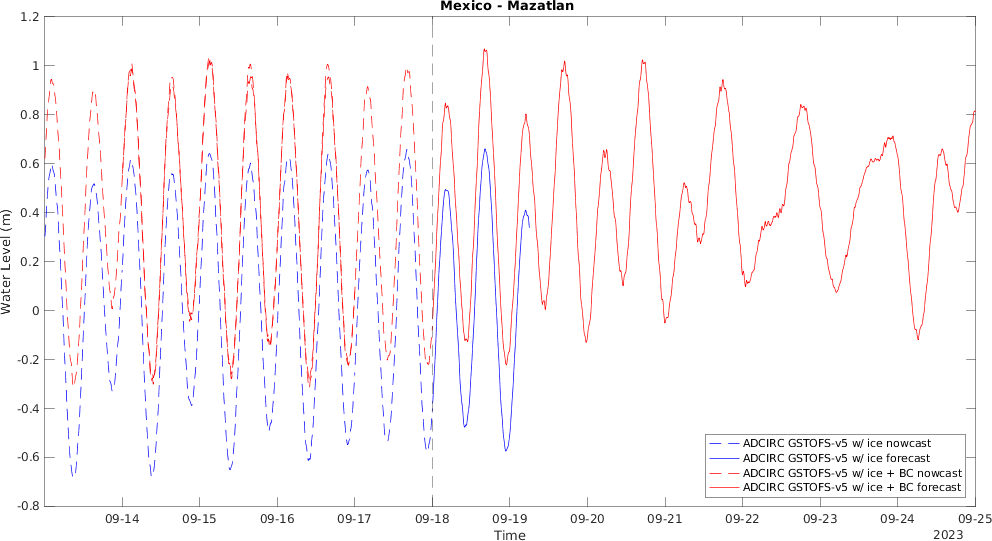 Mexico - Mazatlan
1.2
1
0.8
0.6
0.4
0.2
0
-0.2
-0.4
-0.6
-0.8
Water Level (m)
ADCIRC GSTOFS-v5 w/ ice nowcast
ADCIRC GSTOFS-v5 w/ ice forecast
ADCIRC GSTOFS-v5 w/ ice + BC nowcast
ADCIRC GSTOFS-v5 w/ ice + BC forecast
09-14 09-15 09-16 09-17 09-18 09-19 09-20 09-21 09-22 09-23 09-24 09-25
Time
2023